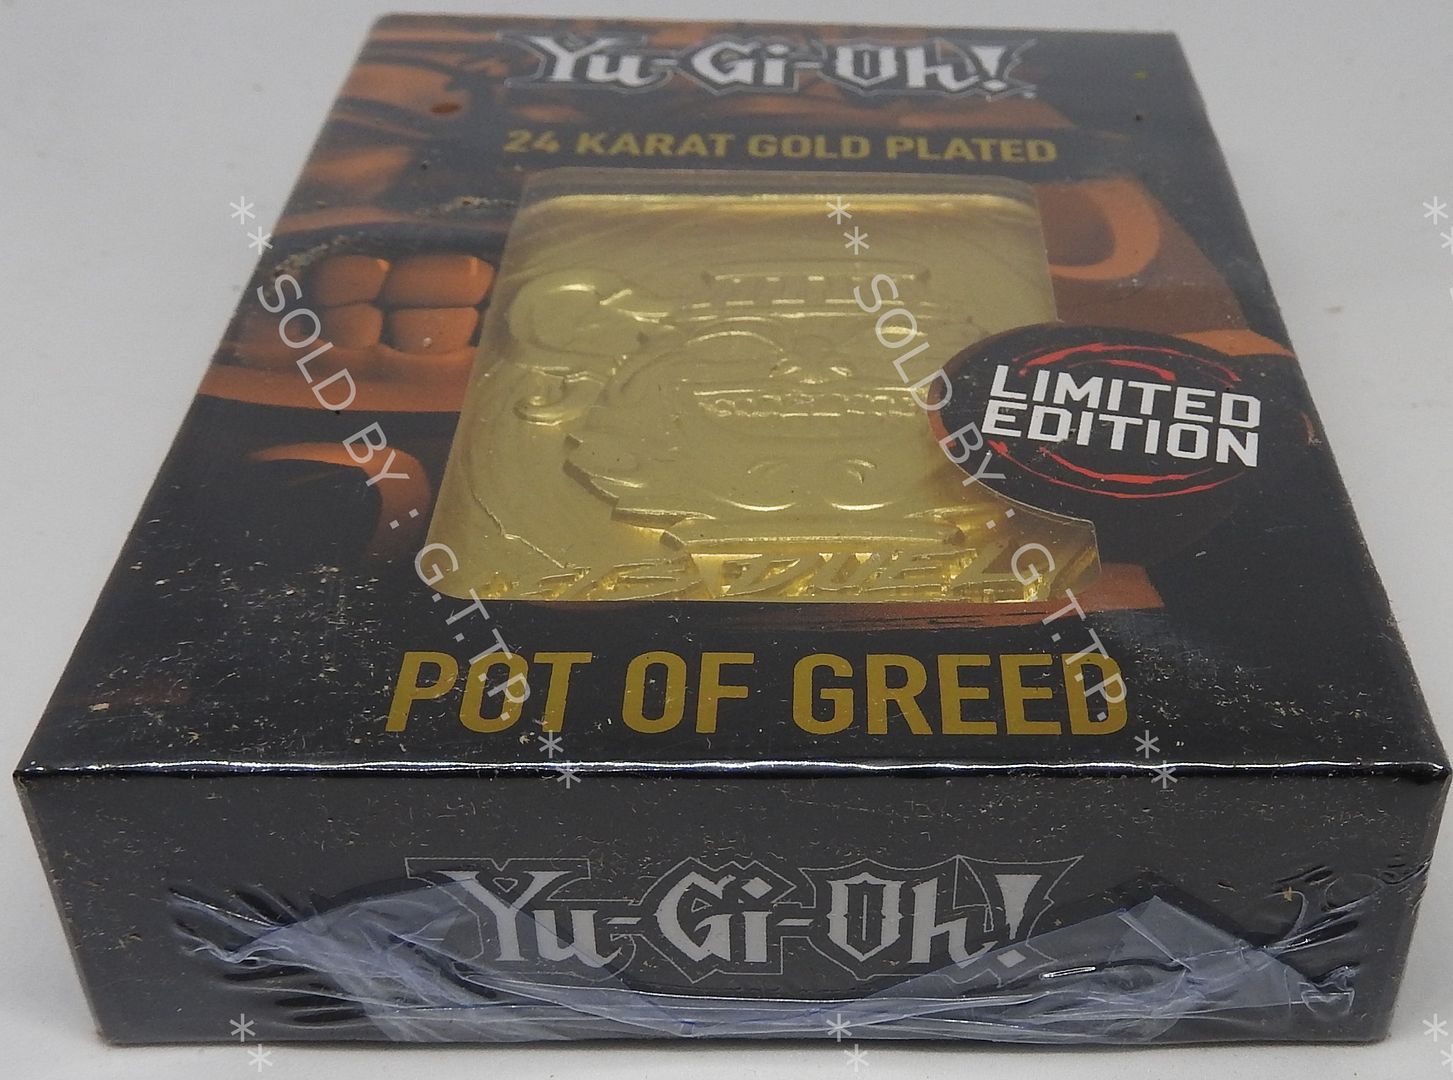 Yu-Gi-Oh!
24 KARAT GOLD PLATED
LIMITED
EDITION
DUEL
POT OF GREED
Yu-Gi-Oh!
** SOLD BY : G.T.T.P. **
** SOLD BY : G.T.T.P. **